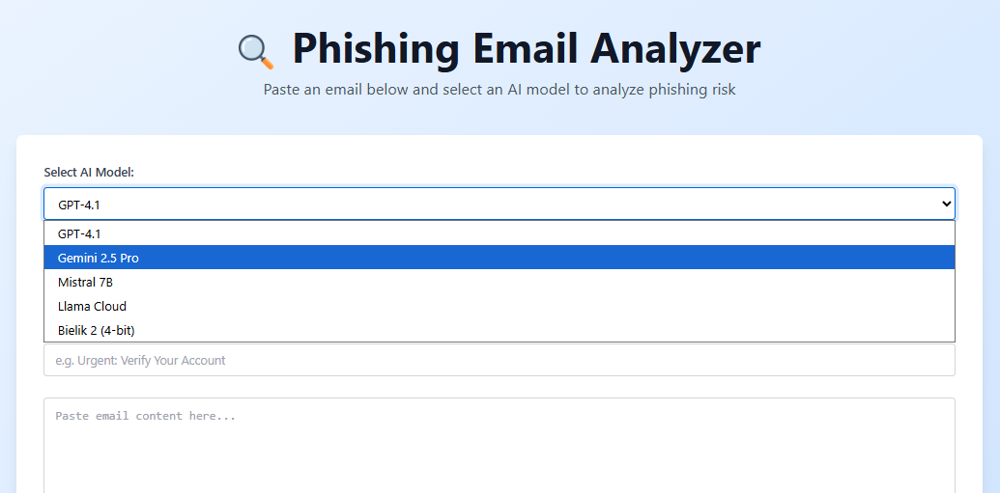 Phishing Email Analyzer
Paste an email below and select an AI model to analyze phishing risk
Select AI Model:
GPT-4.1
GPT-4.1
Gemini 2.5 Pro
Mistral 7B
Llama Cloud
Bielik 2 (4-bit)
e.g. Urgent: Verify Your Account
Paste email content here...